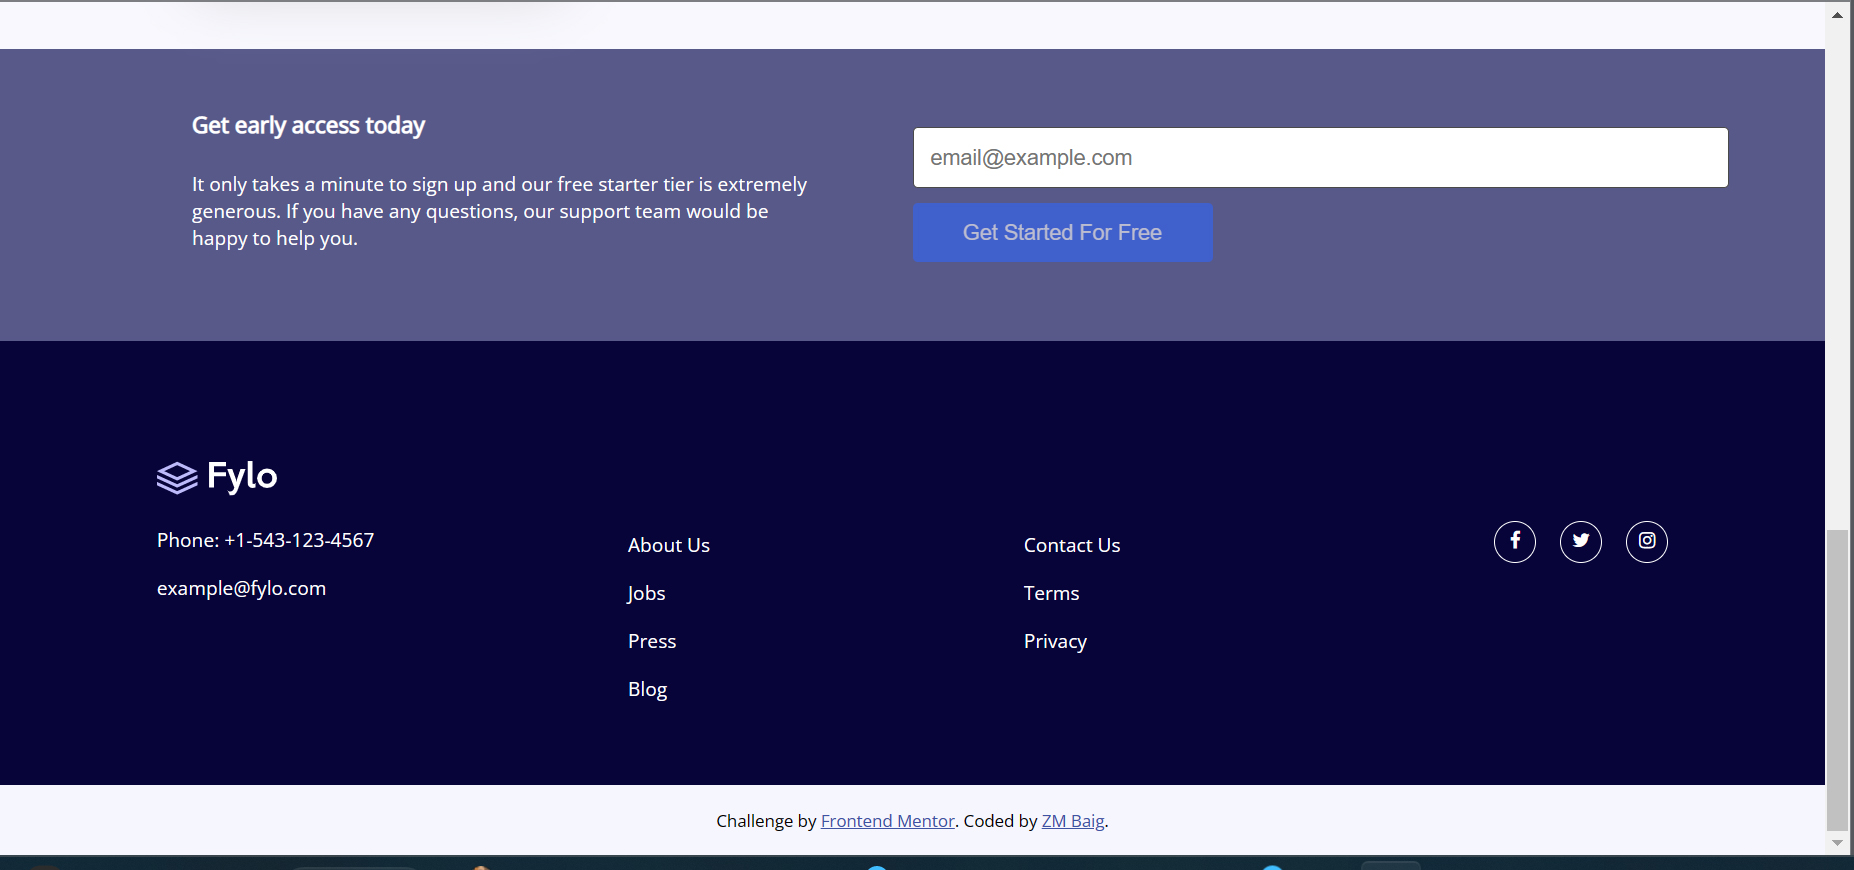 Get early access today
It only takes a minute to sign up and our free starter tier is extremely
generous. If you have any questions, our support team would be
happy to help you.
email@example.com
Get Started For Free
Fylo
Phone: +1-543-123-4567
example@fylo.com
About Us
Jobs
Press
Blog
Contact Us
Terms
Privacy
Challenge by Frontend Mentor. Coded by ZM Baig.